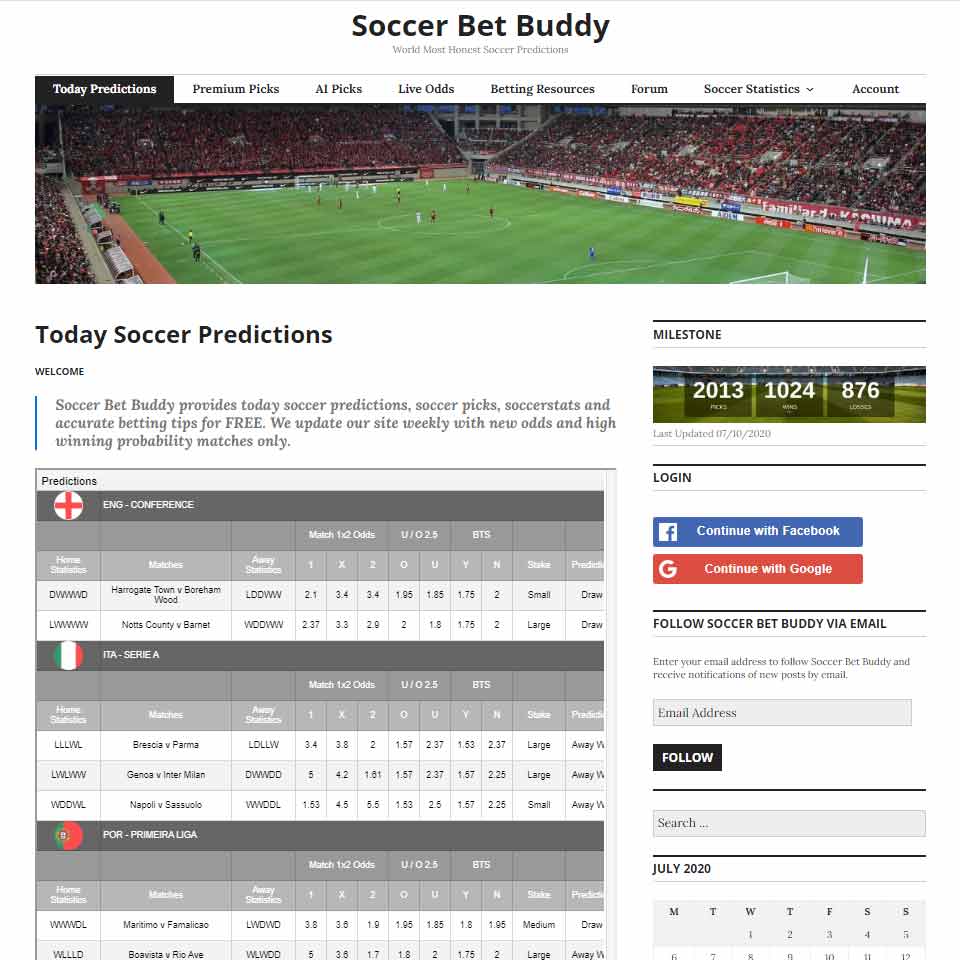 Soccer Bet Buddy
World Most Honest Soccer Predictions
Today Predictions Premium Picks AI Picks Live Odds Betting Resources Forum Soccer Statistics Account
Familiar d KASHIMA
Today Soccer Predictions
WELCOME
Soccer Bet Buddy provides today soccer predictions, soccer picks, soccerstats and
accurate betting tips for FREE. We update our site weekly with new odds and high
winning probability matches only.
Predictions
ENG - CONFERENCE
Match 1x2 Odds U / O 2.5 BTS
Home Statistics Matches Away Statistics 1 X 2 O U Y N Stake Predicti
DWWWD Harrogate Town v Boreham Wood LDDWW 2.1 3.4 3.4 1.95 1.85 1.75 2 Small Draw
LWWWW Notts County v Barnet WDDWW 2.37 3.3 2.9 2 1.8 1.75 2 Large Draw
ITA - SERIE A
Match 1x2 Odds U / O 2.5 BTS
Home Statistics Matches Away Statistics 1 X 2 O U Y N Stake Predicti
LLLWL Brescia v Parma LDLLW 3.4 3.8 2 1.57 2.37 1.53 2.37 Large Away W
LWLWW Genoa v Inter Milan DWWDD 5 4.2 1.61 1.57 2.37 1.57 2.25 Large Away W
WDDWL Napoli v Sassuolo WWDDL 1.53 4.5 5.5 1.53 2.5 1.57 2.25 Small Away W
POR - PRIMEIRA LIGA
Match 1x2 Odds U / O 2.5 BTS
Home Statistics Matches Away Statistics 1 X 2 O U Y N Stake Predicti
WWWDL Maritimo v Famalicao LWDWD 3.8 3.6 1.9 1.95 1.85 1.8 1.95 Medium Draw
WLLLD Boavista v Rio Ave WLWDD 5 3.6 1.7 1.8 2 1.75 2 Large Away W
MILESTONE
2013 1024 876
PICKS WINS LOSSES
Last Updated 07/10/2020
LOGIN
Continue with Facebook
Continue with Google
FOLLOW SOCCER BET BUDDY VIA EMAIL
Enter your email address to follow Soccer Bet Buddy and
receive notifications of new posts by email.
Email Address
FOLLOW
Search ...
JULY 2020
M T W T F S S
1 2 3 4 5
6 7 8 9 10 11 12